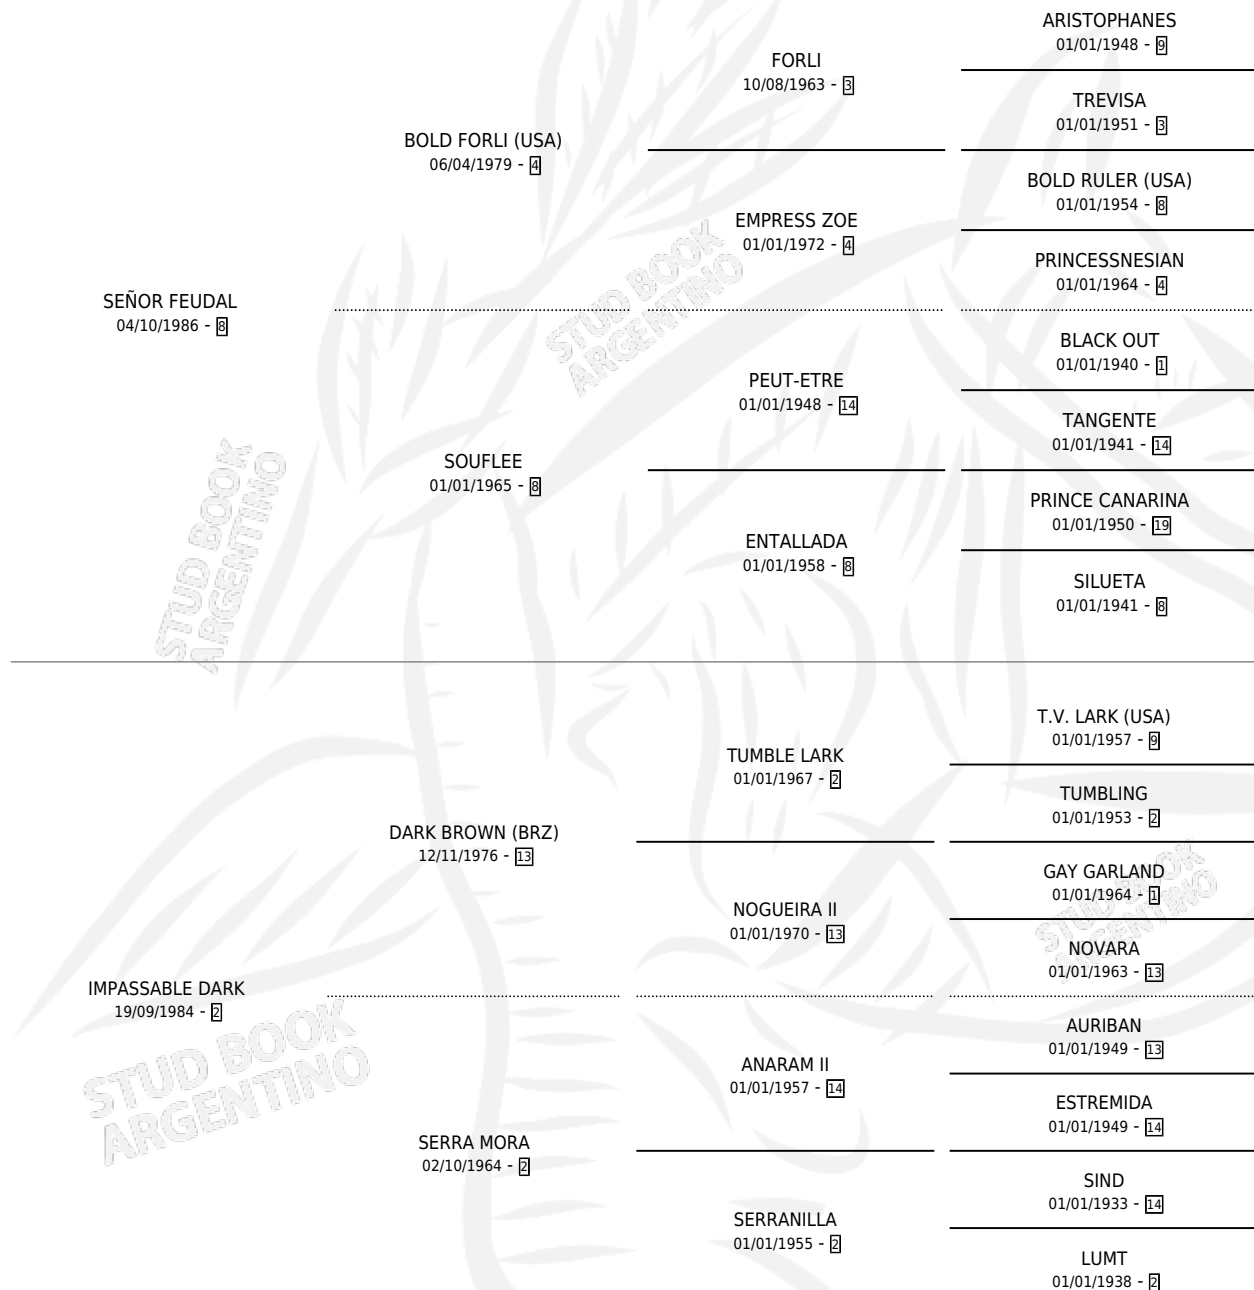 ARISTOPHANES
01/01/1948 - 9
FORLI
10/08/1963 - 3
TREVISA
01/01/1951 - 3
BOLD FORLI (USA)
06/04/1979 - 4
BOLD RULER (USA)
01/01/1954 - 8
EMPRESS ZOE
01/01/1972 - 4
PRINCESSNESIAN
01/01/1964 - 4
SEÑOR FEUDAL
04/10/1986 - 8
STUD BOOK
ARGENTINO
BLACK OUT
01/01/1940 - 1
PEUT-ETRE
01/01/1948 - 14
TANGENTE
01/01/1941 - 14
SOUFLEE
01/01/1965 - 8
PRINCE CANARINA
01/01/1950 - 19
ENTALLADA
01/01/1958 - 8
SILUETA
01/01/1941 - 8
STUD BOOK
ARGENTINO
T.V. LARK (USA)
01/01/1957 - 9
TUMBLE LARK
01/01/1967 - 2
TUMBLING
01/01/1953 - 2
DARK BROWN (BRZ)
12/11/1976 - 13
GAY GARLAND
01/01/1964 - 1
NOGUEIRA II
01/01/1970 - 13
STUD BOOK
ARGENTINO
NOVARA
01/01/1963 - 13
IMPASSABLE DARK
19/09/1984 - 2
STUD BOOK
ARGENTINO
AURIBAN
01/01/1949 - 13
ANARAM II
01/01/1957 - 14
ESTREMIDA
01/01/1949 - 14
SERRA MORA
02/10/1964 - 2
SIND
01/01/1933 - 14
SERRANILLA
01/01/1955 - 2
LUMT
01/01/1938 - 2